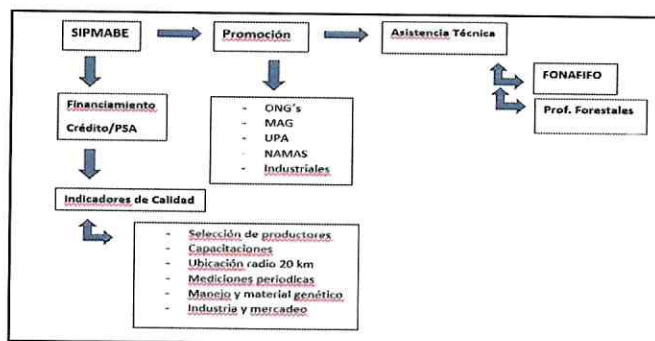 SIPMABE
Promoción
Asistencia Técnica
FONAFIFO
Prof. Forestales
Financiamiento
Crédito/PSA
- ONG's
- MAG
- UPA
NAMAS
- Industriales
Indicadores de Calidad
- Selección de productores
- Capacitaciones
- Ubicación radio 20 km
- Mediciones periodicas
- Manejo y material genético
- Industria y mercadeo